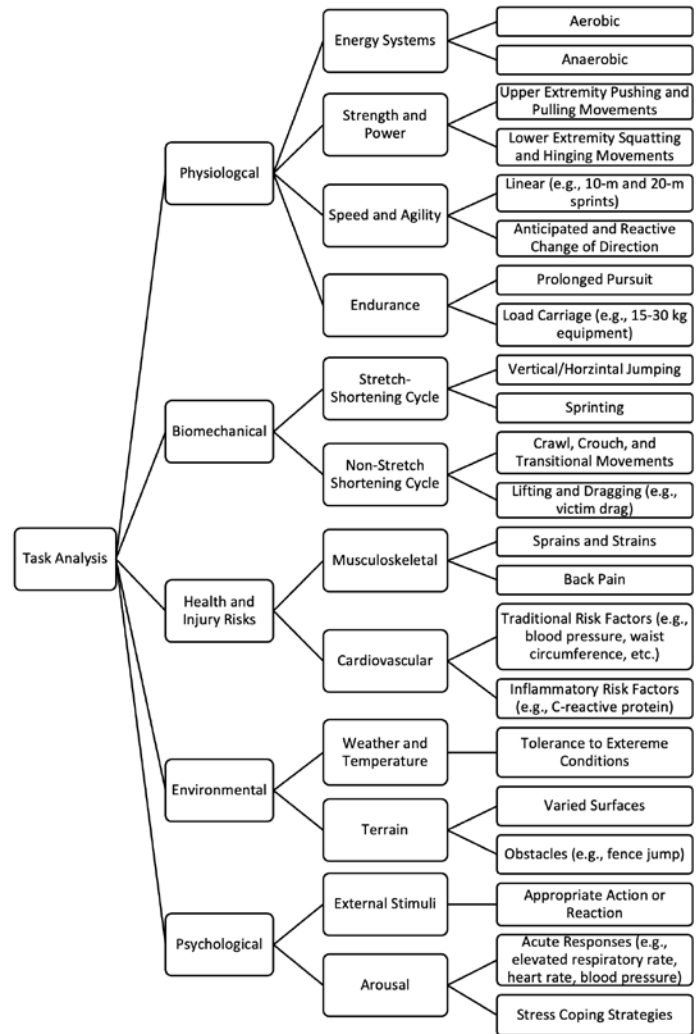 Task Analysis
Physiologcal
Energy Systems
Aerobic
Anaerobic
Strength and
Power
Upper Extremity Pushing and
Pulling Movements
Lower Extremity Squatting
and Hinging Movements
Speed and Agility
Linear (e.g., 10-m and 20-m
sprints)
Anticipated and Reactive
Change of Direction
Endurance
Prolonged Pursuit
Load Carriage (e.g., 15-30 kg
equipment)
Biomechanical
Stretch-
Shortening Cycle
Vertical/Horzintal Jumping
Sprinting
Non-Stretch
Shortening Cycle
Crawl, Crouch, and
Transitional Movements
Lifting and Dragging (e.g.,
victim drag)
Health and
Injury Risks
Musculoskeletal
Sprains and Strains
Back Pain
Cardiovascular
Traditional Risk Factors (e.g.,
blood pressure, waist
circumference, etc.)
Inflammatory Risk Factors
(e.g., C-reactive protein)
Environmental
Weather and
Temperature
Tolerance to Extereme
Conditions
Terrain
Varied Surfaces
Obstacles (e.g., fence jump)
Psychological
External Stimuli
Appropriate Action or
Reaction
Arousal
Acute Responses (e.g.,
elevated respiratory rate,
heart rate, blood pressure)
Stress Coping Strategies